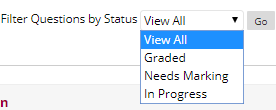 Filter Questions by Status View All Go
View All
Graded
Needs Marking
In Progress